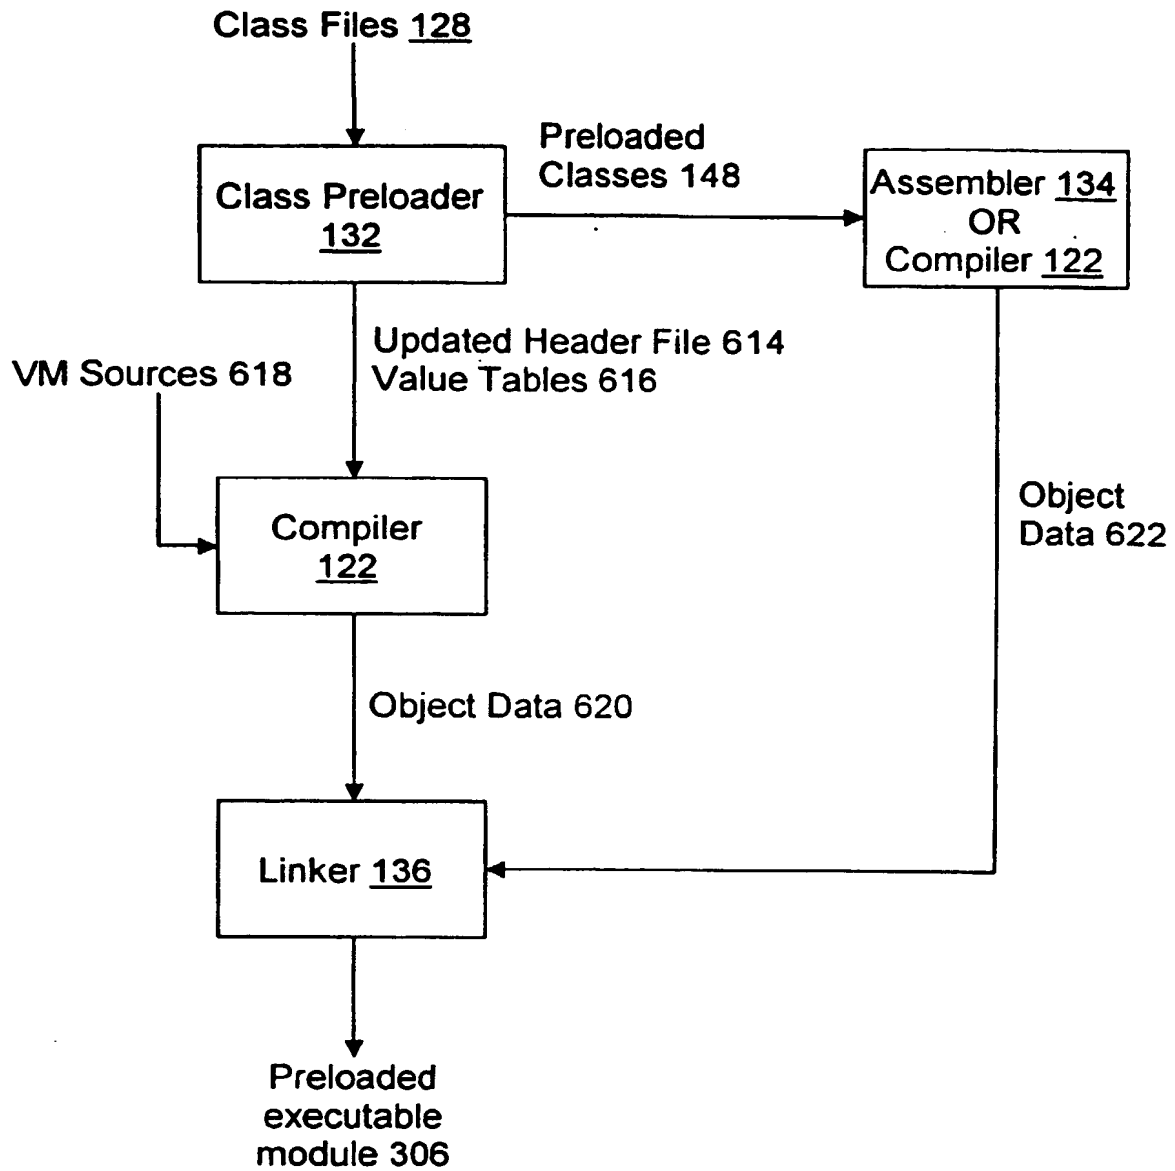 Class Files 128
Preloaded
Classes 148
Class Preloader
132
Assembler 134
OR
Compiler 122
Updated Header File 614
Value Tables 616
VM Sources 618
Compiler
122
Object
Data 622
Object Data 620
Linker 136
Preloaded
executable
module 306